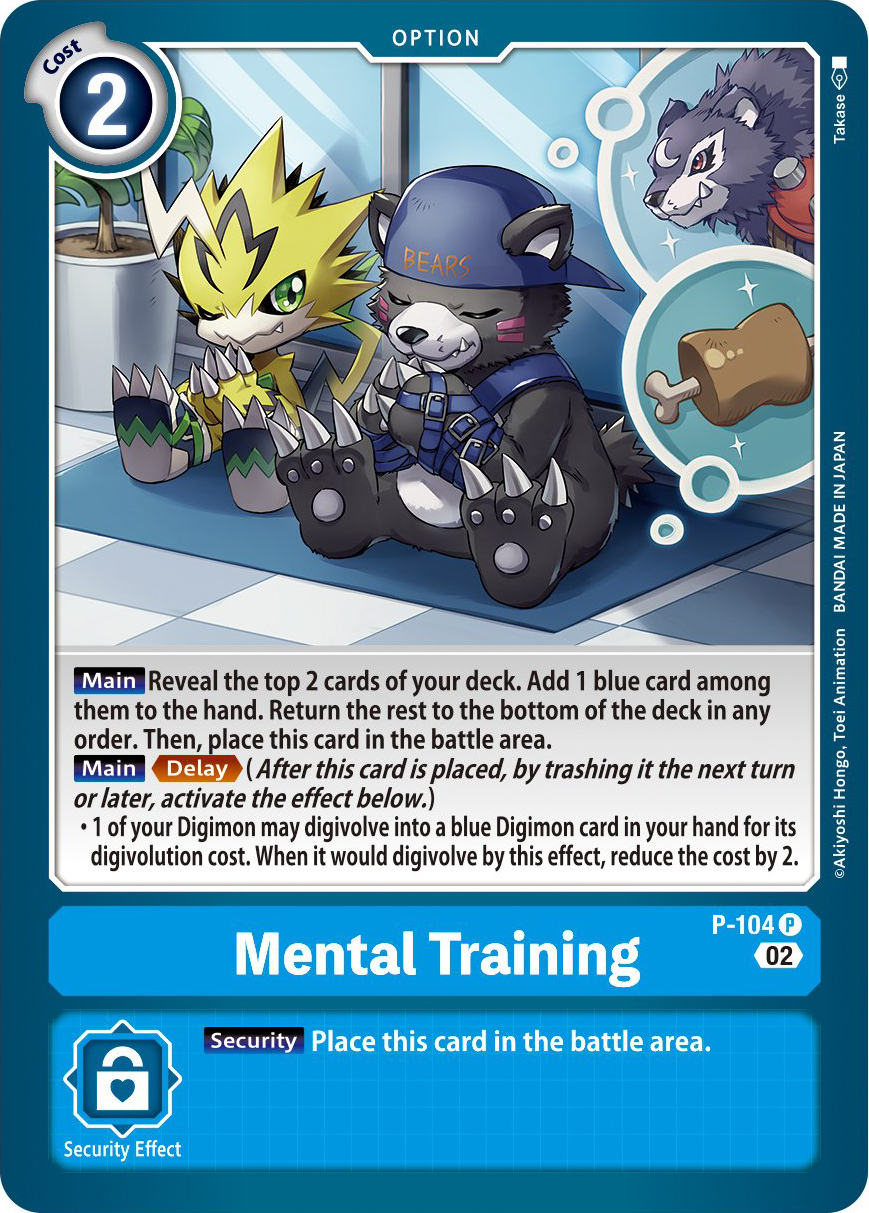 OPTION
Cost
2
Takase
BEARS
BANDAI MADE IN JAPAN
©Akiyoshi Hongo, Toei Animation
Main Reveal the top 2 cards of your deck. Add 1 blue card among
them to the hand. Return the rest to the bottom of the deck in any
order. Then, place this card in the battle area.
Main Delay (After this card is placed, by trashing it the next turn
or later, activate the effect below.)
・1 of your Digimon may digivolve into a blue Digimon card in your hand for its
digivolution cost. When it would digivolve by this effect, reduce the cost by 2.
P-104 P
Mental Training
02
Security Place this card in the battle area.
Security Effect